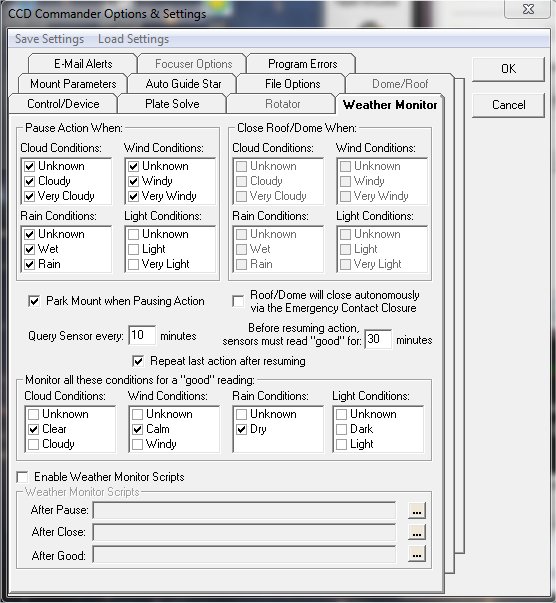 CCD Commander Options & Settings
Save Settings Load Settings
E-Mail Alerts Focuser Options Program Errors
Mount Parameters Auto Guide Star File Options Dome/Roof
Control/Device Plate Solve Rotator Weather Monitor
OK
Cancel
Pause Action When: Close Roof/Dome When:
Cloud Conditions: Wind Conditions: Cloud Conditions: Wind Conditions:
Unknown Unknown Unknown Unknown
Cloudy Windy Cloudy Windy
Very Cloudy Very Windy Very Cloudy Very Windy
Rain Conditions: Light Conditions: Rain Conditions: Light Conditions:
Unknown Unknown Unknown Unknown
Wet Light Wet Light
Rain Very Light Rain Very Light
Park Mount when Pausing Action
Roof/Dome will close autonomously
via the Emergency Contact Closure
Query Sensor every: 10 minutes
Before resuming action,
sensors must read "good" for: 30 minutes
Repeat last action after resuming
Monitor all these conditions for a "good" reading:
Cloud Conditions: Wind Conditions: Rain Conditions: Light Conditions:
Unknown Unknown Unknown Unknown
Clear Calm Dry Dark
Cloudy Windy Light
Enable Weather Monitor Scripts
Weather Monitor Scripts
After Pause: ...
After Close: ...
After Good: ...